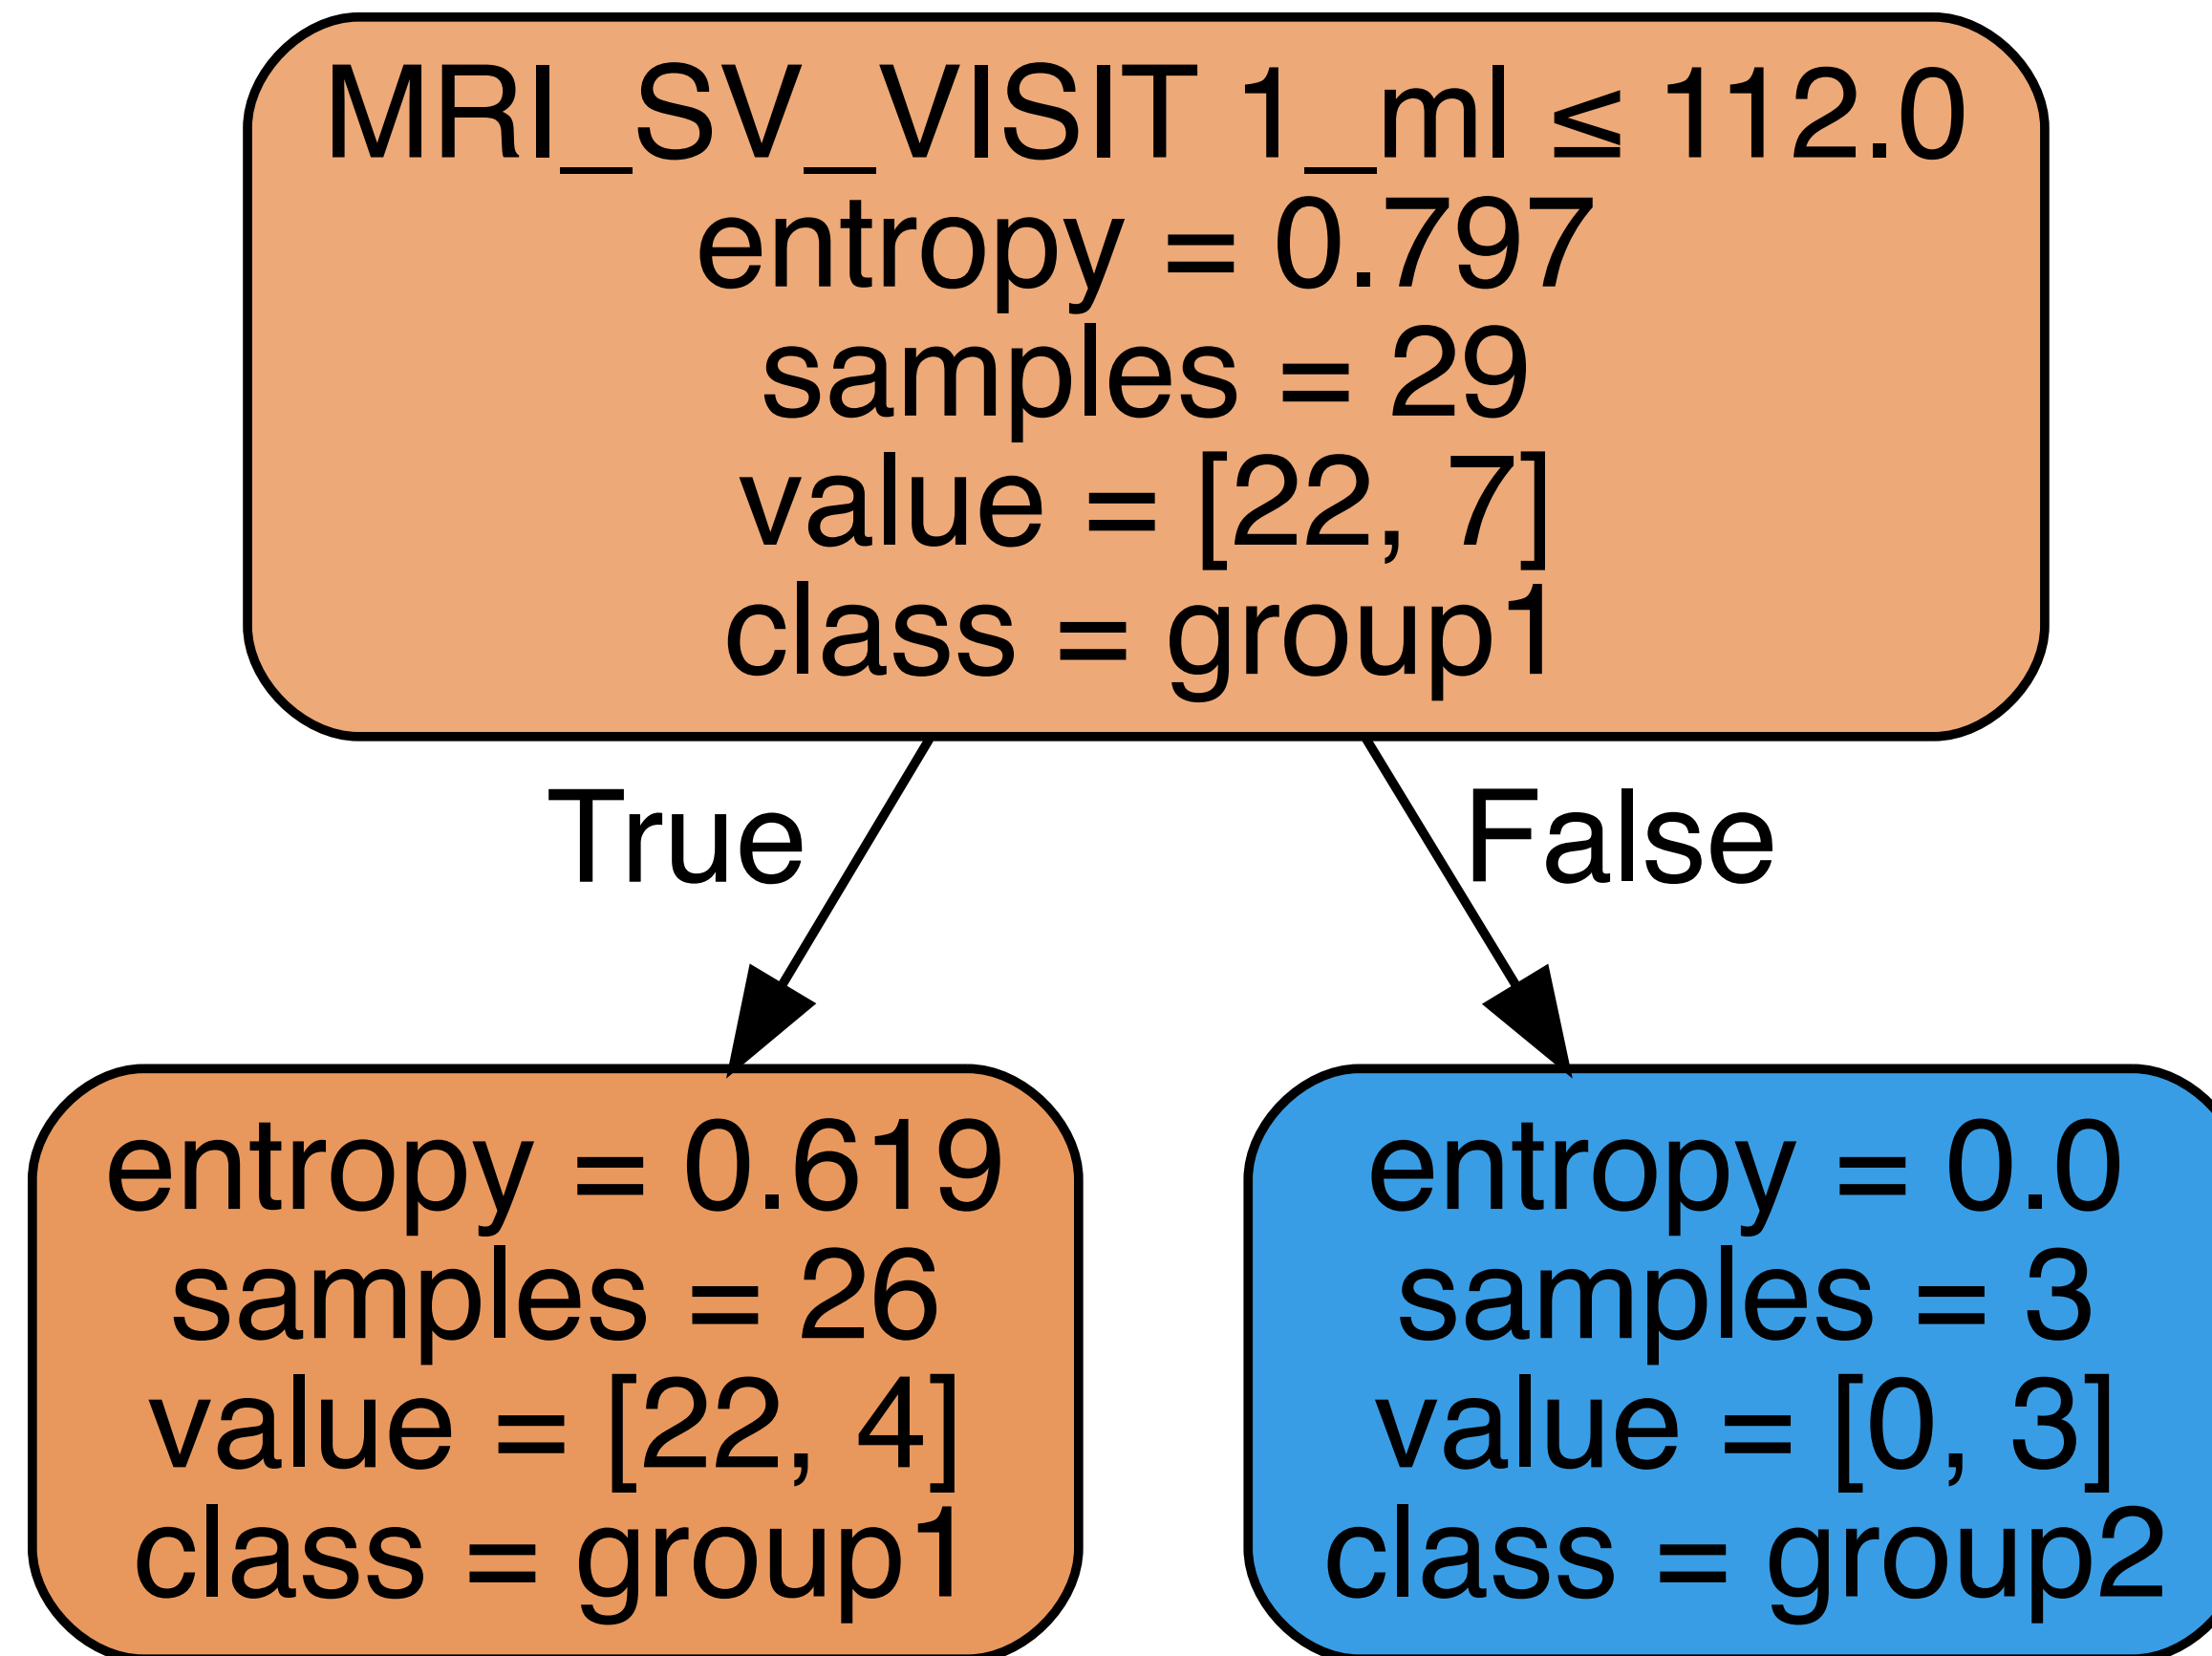 MRI_SV_VISIT 1_ml ≤ 112.0
entropy = 0.797
samples = 29
value = [22, 7]
class = group1
True
False
entropy = 0.619
samples = 26
value = [22, 4]
class = group1
entropy = 0.0
samples = 3
value = [0, 3]
class = group2